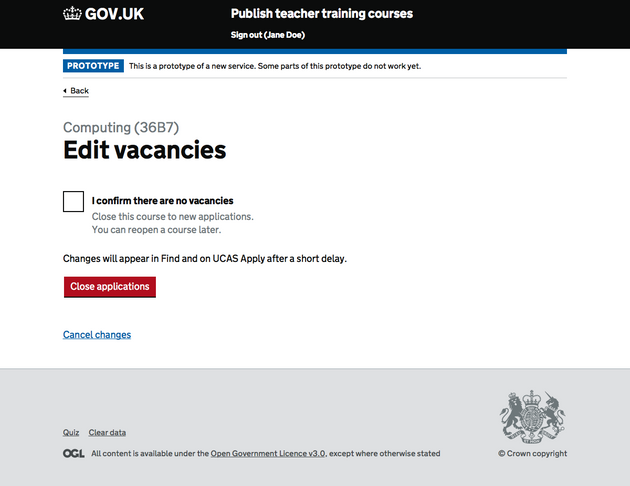 GOV.UK
Publish teacher training courses
Sign out (Jane Doe)
PROTOTYPE This is a prototype of a new service. Some parts of this prototype do not work yet.
Back
Computing (36B7)
Edit vacancies
I confirm there are no vacancies
Close this course to new applications.
You can reopen a course later.
Changes will appear in Find and on UCAS Apply after a short delay.
Close applications
Cancel changes
Quiz Clear data
OGL All content is available under the Open Government Licence v3.0, except where otherwise stated
© Crown copyright